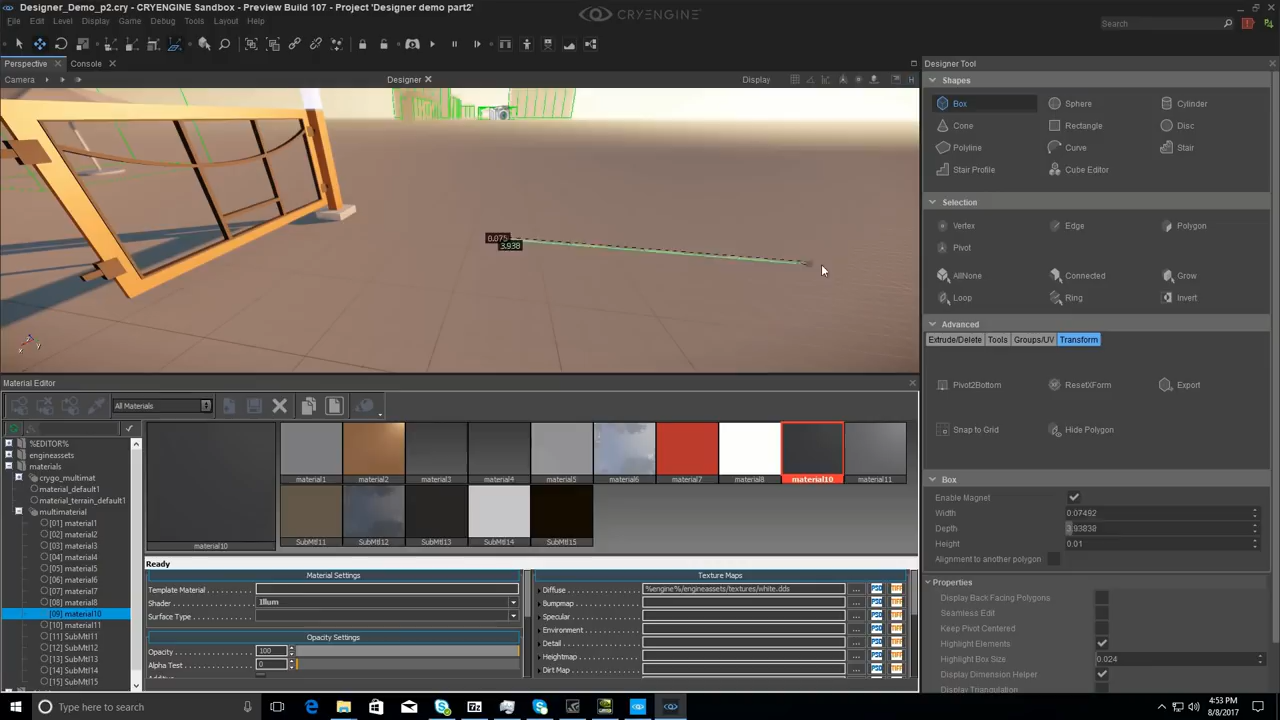 Designer_Demo_p2.cry - CRYENGINE Sandbox - Preview Build 107 - Project 'Designer demo part2'
CRYENGINE
File Edit Level Display Game Debug Tools Layout Help
Search
Perspective Console
Designer Tool
Camera
Designer
Display
Shapes
Box Sphere Cylinder
Cone Rectangle Disc
Polyline Curve Stair
Stair Profile Cube Editor
Selection
Vertex Edge Polygon
Pivot
AllNone Connected Grow
Loop Ring Invert
Advanced
Extrude/Delete Tools Groups/UV Transform
Pivot2Bottom ResetXForm Export
Snap to Grid Hide Polygon
0.075
3.938
Box
Enable Magnet
Width 0.07492
Depth 3.93838
Height 0.01
Alignment to another polygon
Properties
Display Back Facing Polygons
Seamless Edit
Keep Pivot Centered
Highlight Elements
Highlight Box Size 0.024
Display Dimension Helper
Display Triangulation
Material Editor
All Materials
%EDITOR%
engineassets
materials
crygo_multimat
material_default1
material_terrain_default1
multimaterial
[01] material1
[02] material2
[03] material3
[04] material4
[05] material5
[06] material6
[07] material7
[08] material8
[09] material10
[10] material11
[11] SubMtl11
[12] SubMtl12
[13] SubMtl13
[14] SubMtl14
[15] SubMtl15
material10
material1 material2 material3 material4 material5 material6 material7 material8 material10 material11
SubMtl11 SubMtl12 SubMtl13 SubMtl14 SubMtl15
Ready
Material Settings
Template Material
Shader Illum
Surface Type
Opacity Settings
Opacity 100
Alpha Test 0
Texture Maps
Diffuse %engine%/engineassets/textures/white.dds
Bumpmap
Specular
Environment
Detail
Heightmap
Dirt Map
Type here to search
4:53 PM
8/8/2017